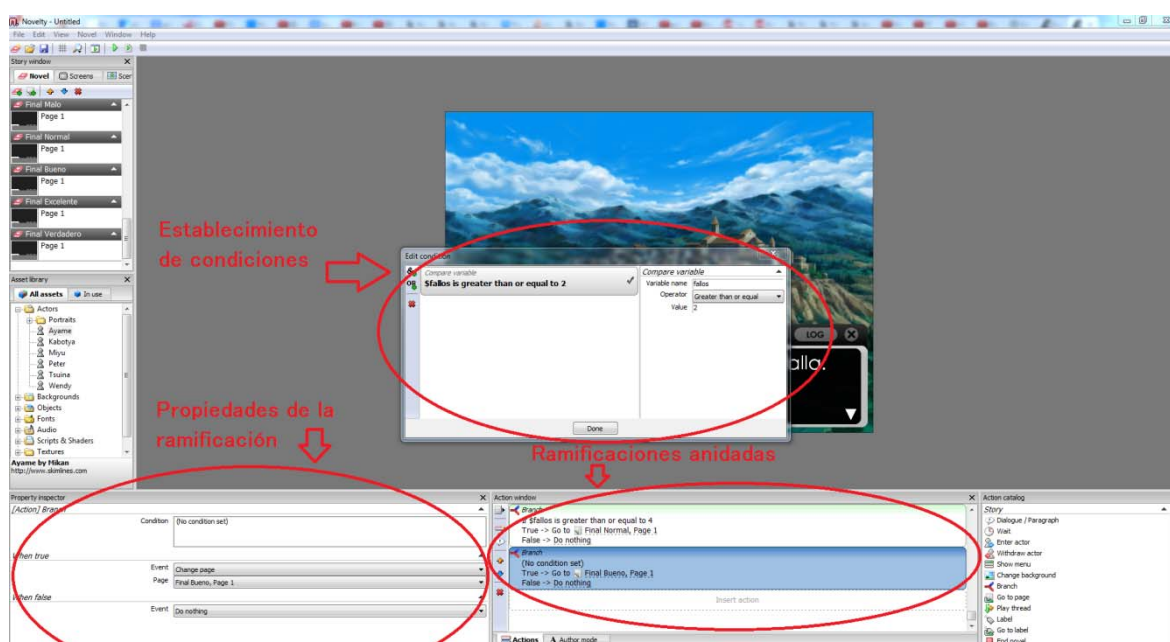 Novelty - Untitled
File Edit View Novel Window Help
Story window
Novel Screens Scer
Final Malo
Page 1
Final Normal
Page 1
Final Bueno
Page 1
Final Excelente
Page 1
Final Verdadero
Page 1
Asset library
All assets In use
Actors
Portraits
Ayame
Kabotya
Miyu
Peter
Tsuina
Wendy
Backgrounds
Objects
Fonts
Audio
Scripts & Shaders
Textures
Ayame by Mikan
http://www.skimlines.com
Establecimiento
de condiciones
Edit condition
Compare variable
$fallos is greater than or equal to 2
OR
Compare variable
Variable name fallos
Operator Greater than or equal
Value 2
Done
LOG
alla.
Propiedades de la
ramificación
Ramificaciones anidadas
Property inspector
[Action] Branch
Condition (No condition set)
When true
Event Change page
Page Final Bueno, Page 1
When false
Event Do nothing
Action window
Branch
If $fallos is greater than or equal to 4
True -> Go to Final Normal, Page 1
False -> Do nothing
Branch
(No condition set)
True -> Go to Final Bueno, Page 1
False -> Do nothing
Insert action
Actions Author mode
Action catalog
Story
Dialogue / Paragraph
Wait
Enter actor
Withdraw actor
Show menu
Change background
Branch
Go to page
Play thread
Label
Go to label
End novel